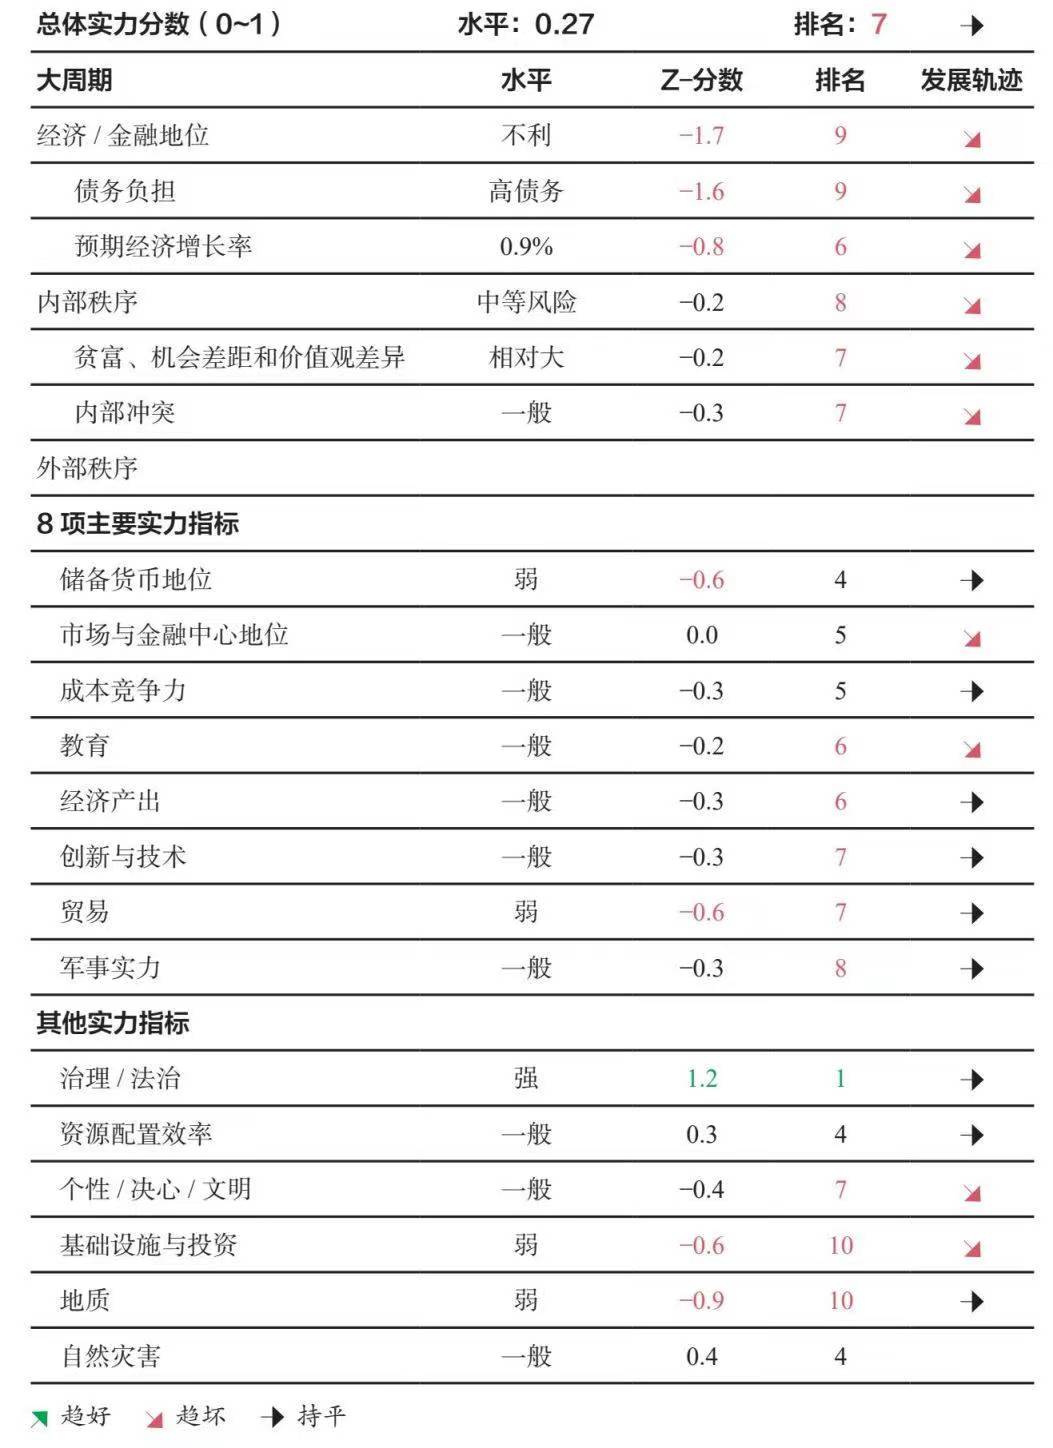 总体实力分数（0~1） 水平：0.27 排名：7
大周期 水平 Z-分数 排名 发展轨迹
经济 / 金融地位 不利 −1.7 9
债务负担 高债务 −1.6 9
预期经济增长率 0.9% −0.8 6
内部秩序 中等风险 −0.2 8
贫富、机会差距和价值观差异 相对大 −0.2 7
内部冲突 一般 −0.3 7
外部秩序
8 项主要实力指标
储备货币地位 弱 −0.6 4
市场与金融中心地位 一般 0.0 5
成本竞争力 一般 −0.3 5
教育 一般 −0.2 6
经济产出 一般 −0.3 6
创新与技术 一般 −0.3 7
贸易 弱 −0.6 7
军事实力 一般 −0.3 8
其他实力指标
治理 / 法治 强 1.2 1
资源配置效率 一般 0.3 4
个性 / 决心 / 文明 一般 −0.4 7
基础设施与投资 弱 −0.6 10
地质 弱 −0.9 10
自然灾害 一般 0.4 4
趋好 趋坏 持平